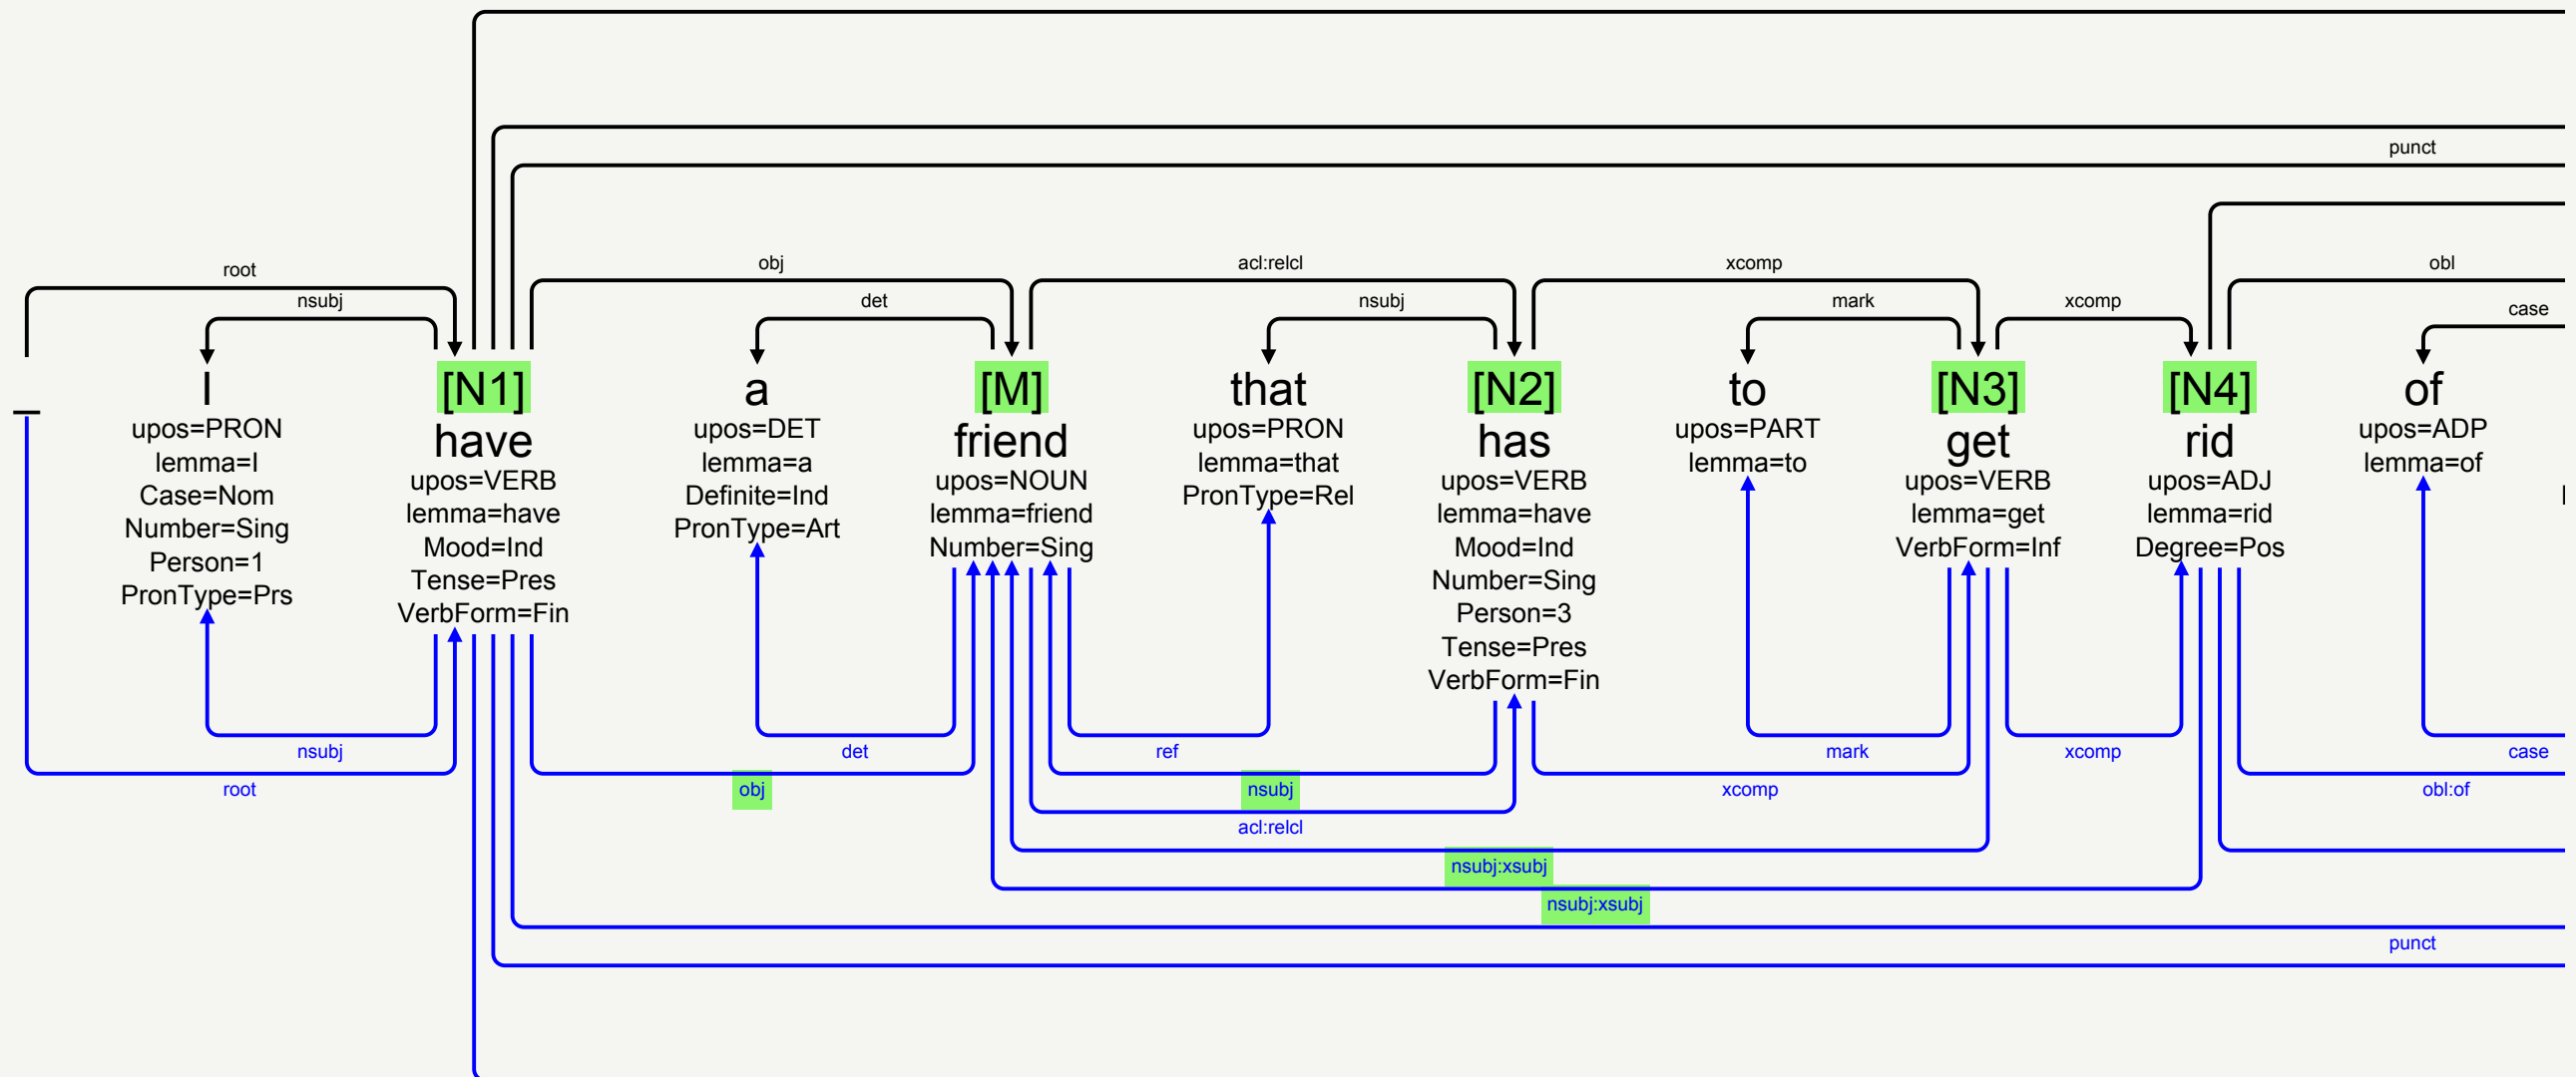 punct
root
obj
acl:relcl
xcomp
obl
nsubj
det
nsubj
mark
xcomp
case
I
[N1]
a
[M]
that
[N2]
to
[N3]
[N4]
of
_
upos=PRON
lemma=I
Case=Nom
Number=Sing
Person=1
PronType=Prs
have
upos=VERB
lemma=have
Mood=Ind
Tense=Pres
VerbForm=Fin
upos=DET
lemma=a
Definite=Ind
PronType=Art
friend
upos=NOUN
lemma=friend
Number=Sing
upos=PRON
lemma=that
PronType=Rel
has
upos=VERB
lemma=have
Mood=Ind
Number=Sing
Person=3
Tense=Pres
VerbForm=Fin
upos=PART
lemma=to
get
upos=VERB
lemma=get
VerbForm=Inf
rid
upos=ADJ
lemma=rid
Degree=Pos
upos=ADP
lemma=of
nsubj
det
ref
mark
xcomp
case
root
obj
nsubj
xcomp
obl:of
acl:relcl
nsubj:xsubj
nsubj:xsubj
punct